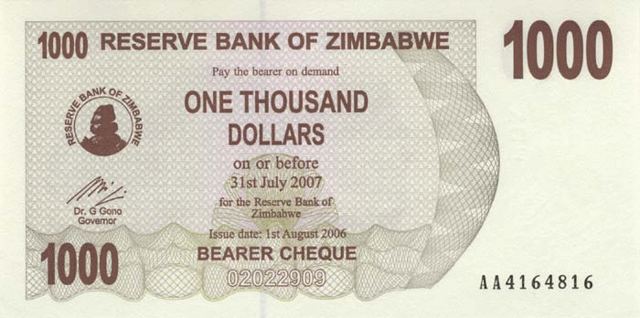 1000 RESERVE BANK OF ZIMBABWE 1000
Pay the bearer on demand
RESERVE BANK OF ZIMBABWE
ONE THOUSAND
DOLLARS
on or before
31st July 2007
for the Reserve Bank of
Zimbabwe
Dr. G Gono
Governor
Issue date: 1st August 2006
1000 BEARER CHEQUE
02022909
AA4164816